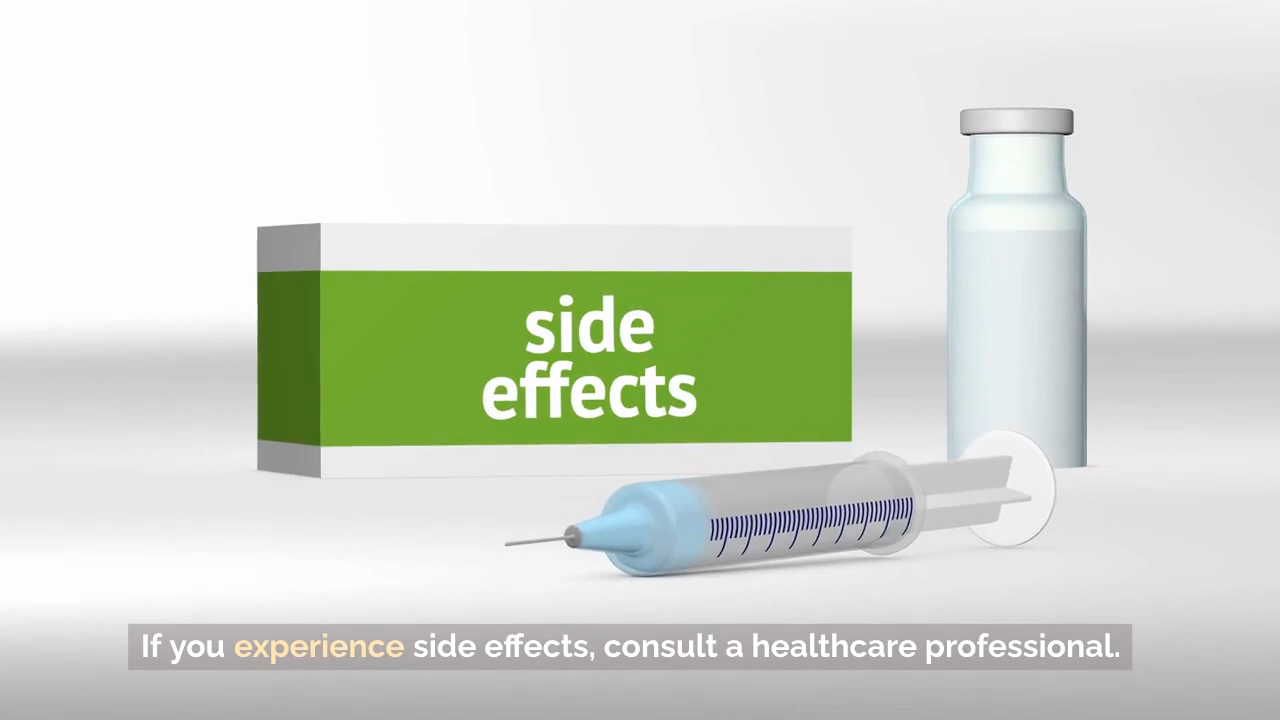 side
effects
If you experience side effects, consult a healthcare professional.